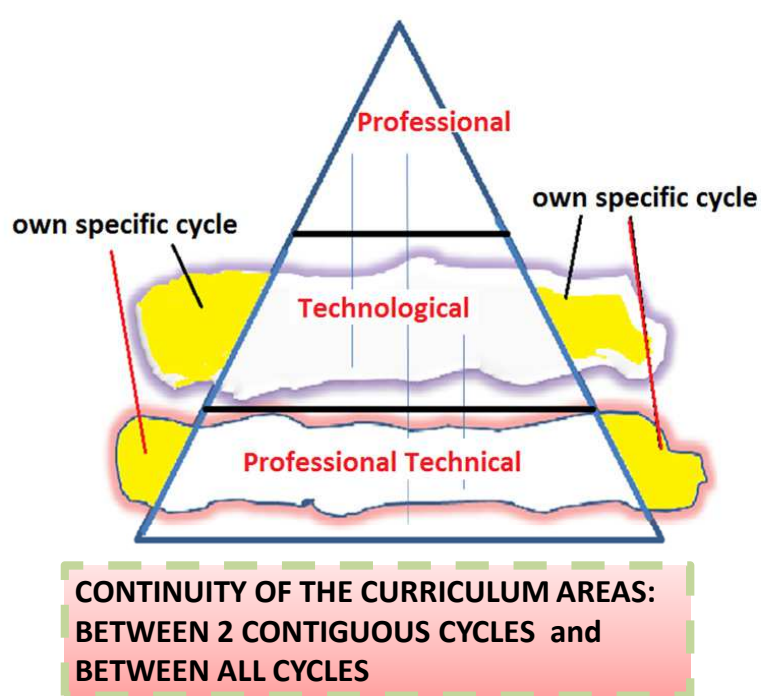 Professional
own specific cycle
own specific cycle
Technological
Professional Technical
CONTINUITY OF THE CURRICULUM AREAS:
BETWEEN 2 CONTIGUOUS CYCLES and
BETWEEN ALL CYCLES